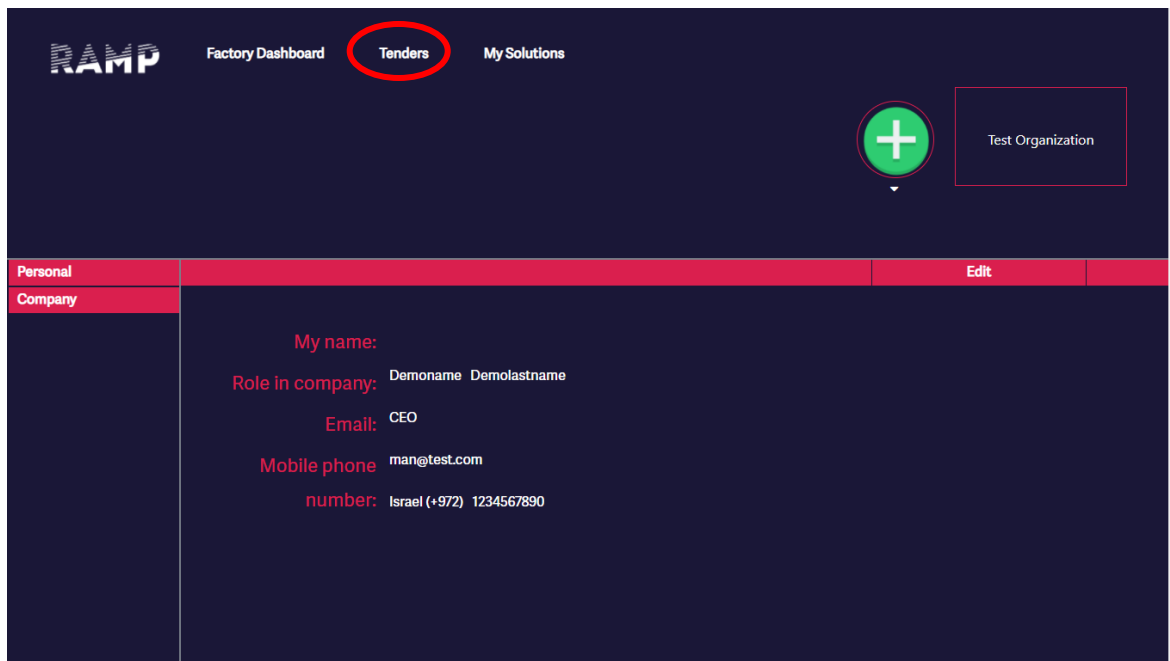 RAMP
Factory Dashboard Tenders My Solutions
Test Organization
Personal Edit
Company
My name:
Demoname Demolastname
Role in company:
CEO
Email:
man@test.com
Mobile phone
number:
Israel (+972) 1234567890